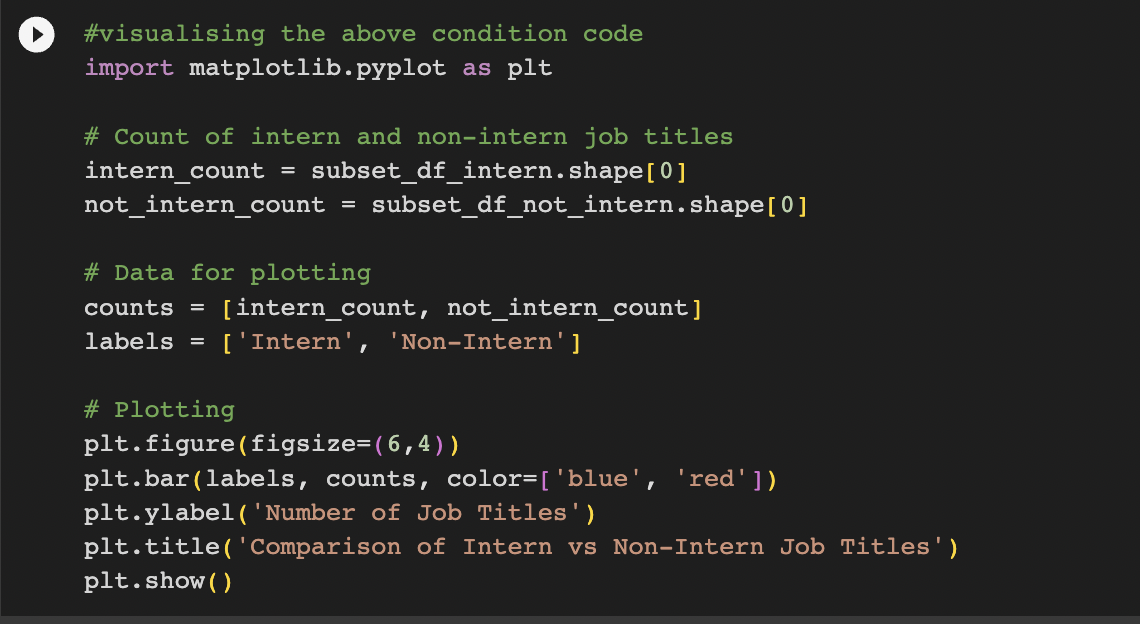 #visualising the above condition code
import matplotlib.pyplot as plt
# Count of intern and non-intern job titles
intern_count = subset_df_intern.shape[0]
not_intern_count = subset_df_not_intern.shape[0]
# Data for plotting
counts = [intern_count, not_intern_count]
labels = ['Intern', 'Non-Intern']
# Plotting
plt.figure(figsize=(6,4))
plt.bar(labels, counts, color=['blue', 'red'])
plt.ylabel('Number of Job Titles')
plt.title('Comparison of Intern vs Non-Intern Job Titles')
plt.show()